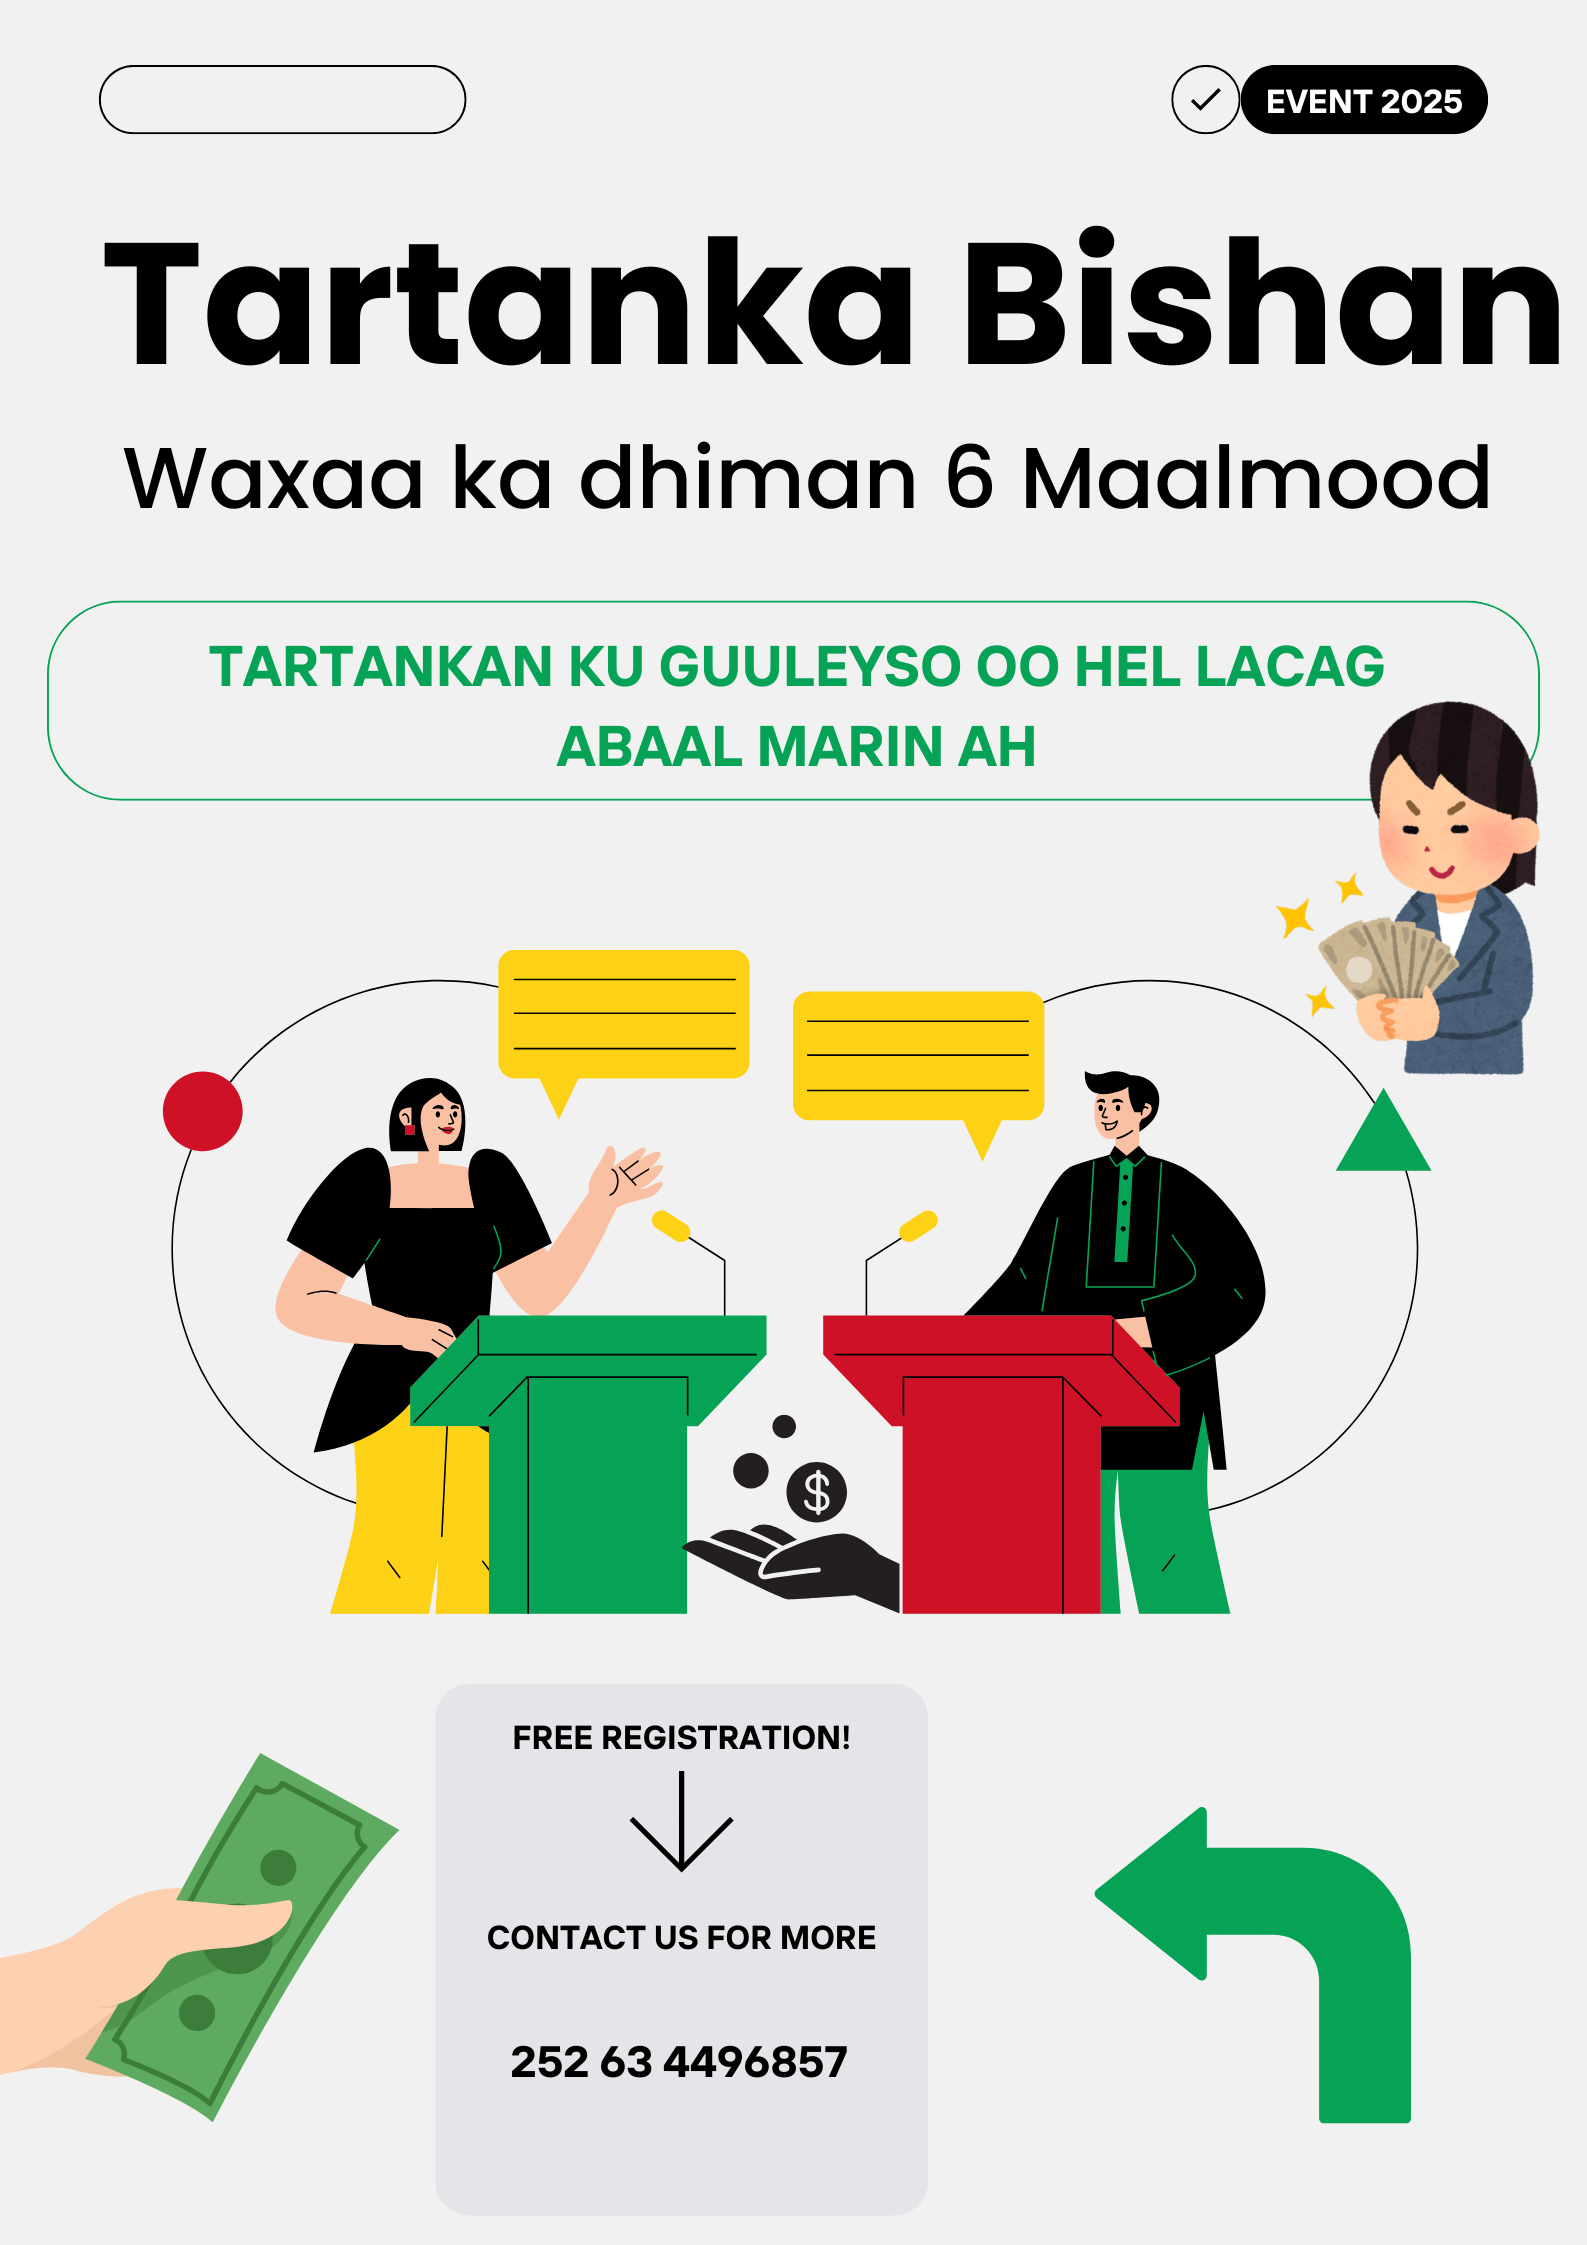 EVENT 2025
Tartanka Bishan
Waxaa ka dhiman 6 Maalmood
TARTANKAN KU GUULEYSO OO HEL LACAG
ABAAL MARIN AH
$
FREE REGISTRATION!
CONTACT US FOR MORE
252 63 4496857